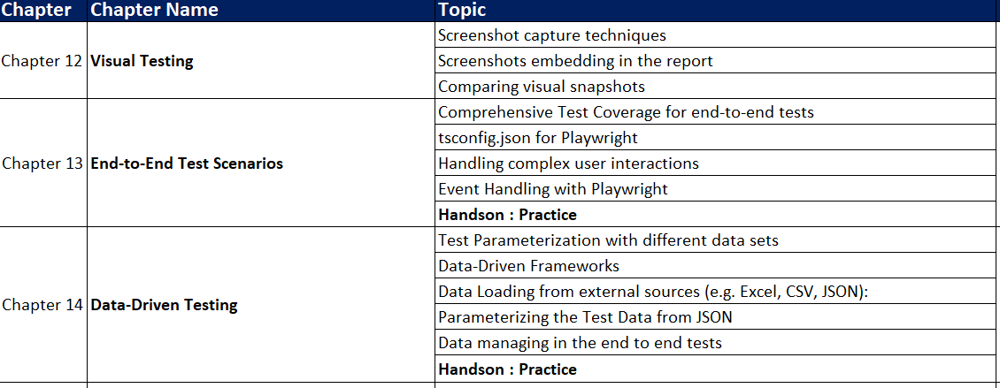 Chapter Chapter Name Topic
Screenshot capture techniques
Chapter 12 Visual Testing Screenshots embedding in the report
Comparing visual snapshots
Comprehensive Test Coverage for end-to-end tests
tsconfig.json for Playwright
Chapter 13 End-to-End Test Scenarios Handling complex user interactions
Event Handling with Playwright
Handson : Practice
Test Parameterization with different data sets
Data-Driven Frameworks
Data Loading from external sources (e.g. Excel, CSV, JSON):
Chapter 14 Data-Driven Testing Parameterizing the Test Data from JSON
Data managing in the end to end tests
Handson : Practice